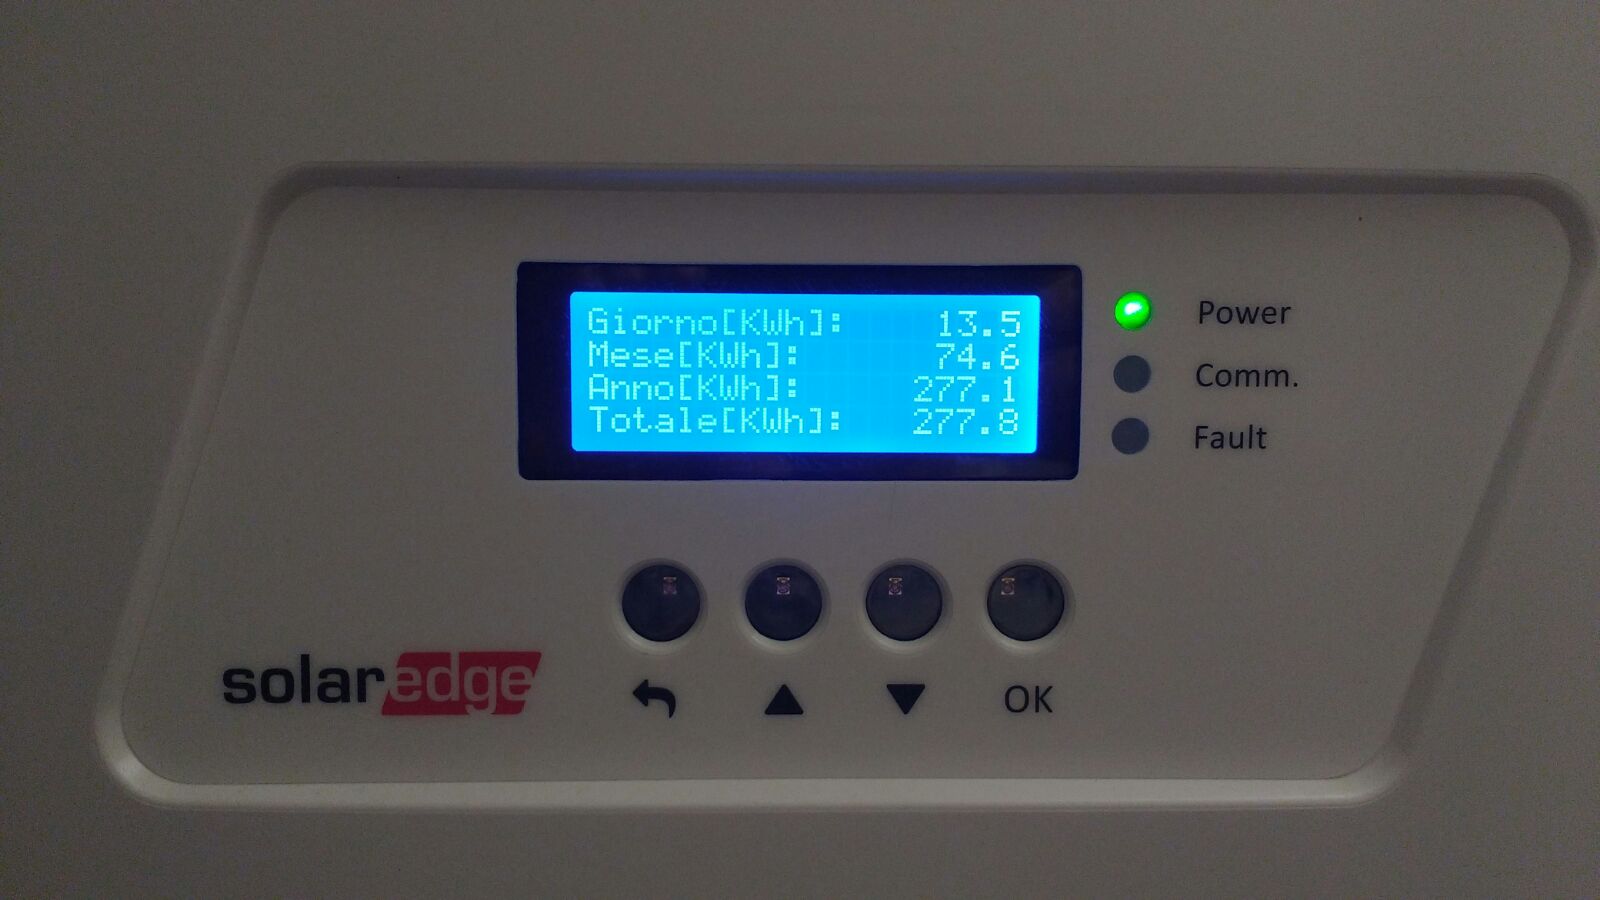 Giorno[KWh]: 13.5
Mese[KWh]: 74.6
Anno[KWh]: 277.1
Totale[KWh]: 277.8
Power
Comm.
Fault
solaredge
OK